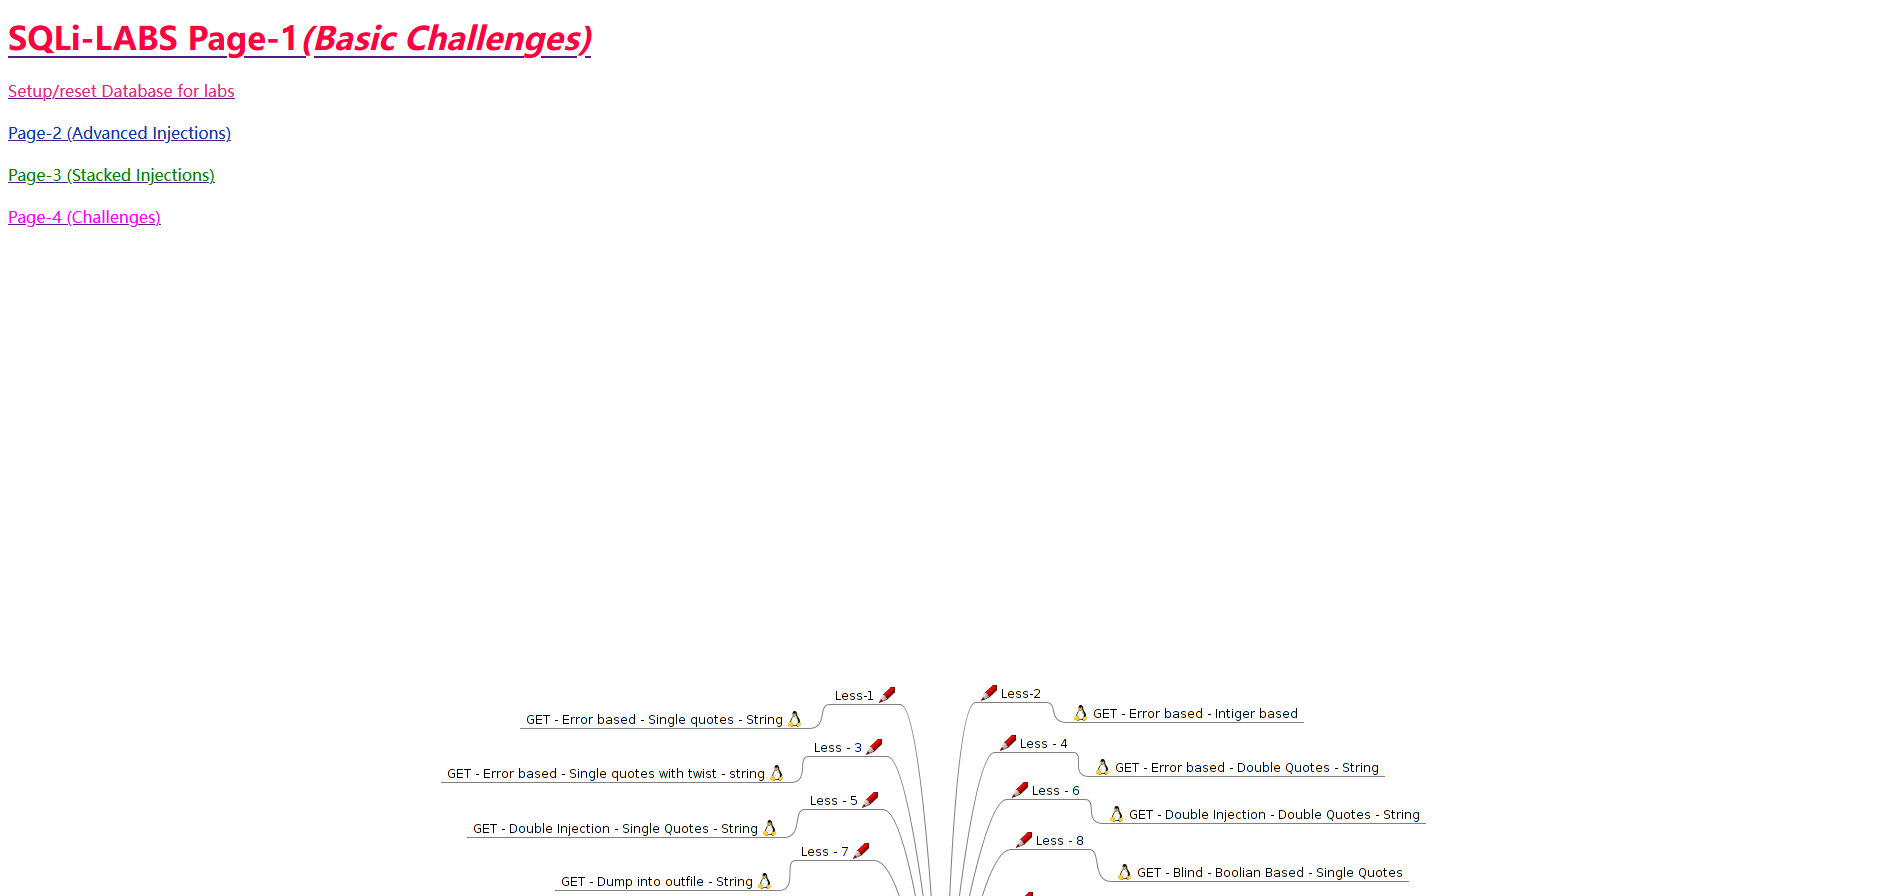 SQLi-LABS Page-1(Basic Challenges)
Setup/reset Database for labs
Page-2 (Advanced Injections)
Page-3 (Stacked Injections)
Page-4 (Challenges)
Less-1
GET - Error based - Single quotes - String
Less-2
GET - Error based - Intiger based
Less - 3
GET - Error based - Single quotes with twist - string
Less - 4
GET - Error based - Double Quotes - String
Less - 5
GET - Double Injection - Single Quotes - String
Less - 6
GET - Double Injection - Double Quotes - String
Less - 7
GET - Dump into outfile - String
Less - 8
GET - Blind - Boolian Based - Single Quotes